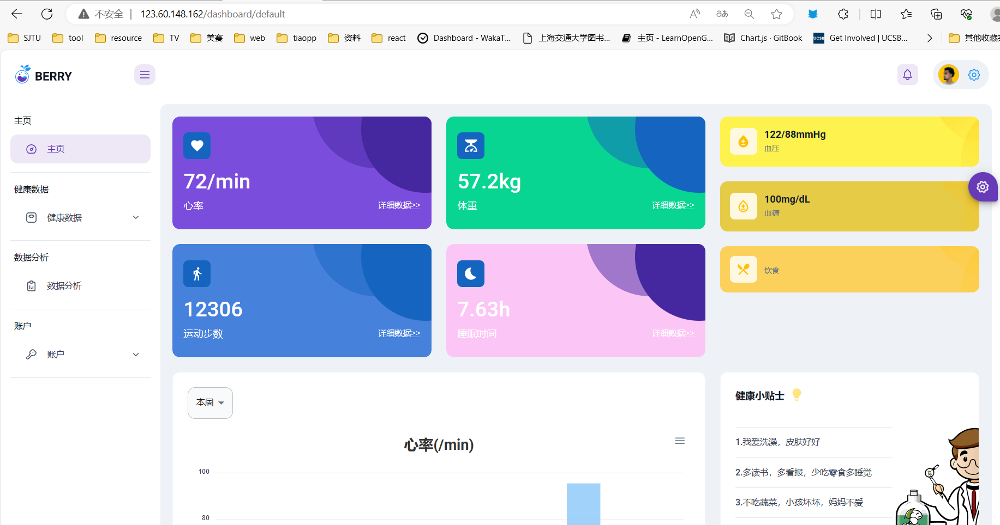 不安全 | 123.60.148.162/dashboard/default
SJTU tool resource TV 美赛 web tiaopp 资料 react Dashboard - WakaT... 上海交通大学图书... 主页 - LearnOpenG... Chart.js · GitBook UCSB Get Involved | UCSB... 其他收藏
BERRY
主页
主页
健康数据
健康数据
数据分析
数据分析
账户
账户
72/min
心率 详细数据>>
57.2kg
体重 详细数据>>
122/88mmHg
血压
100mg/dL
血糖
12306
运动步数 详细数据>>
7.63h
睡眠时间 详细数据>>
饮食
本周
心率(/min)
100
80
健康小贴士
1.我爱洗澡，皮肤好好
2.多读书，多看报，少吃零食多睡觉
3.不吃蔬菜，小孩坏坏，妈妈不爱